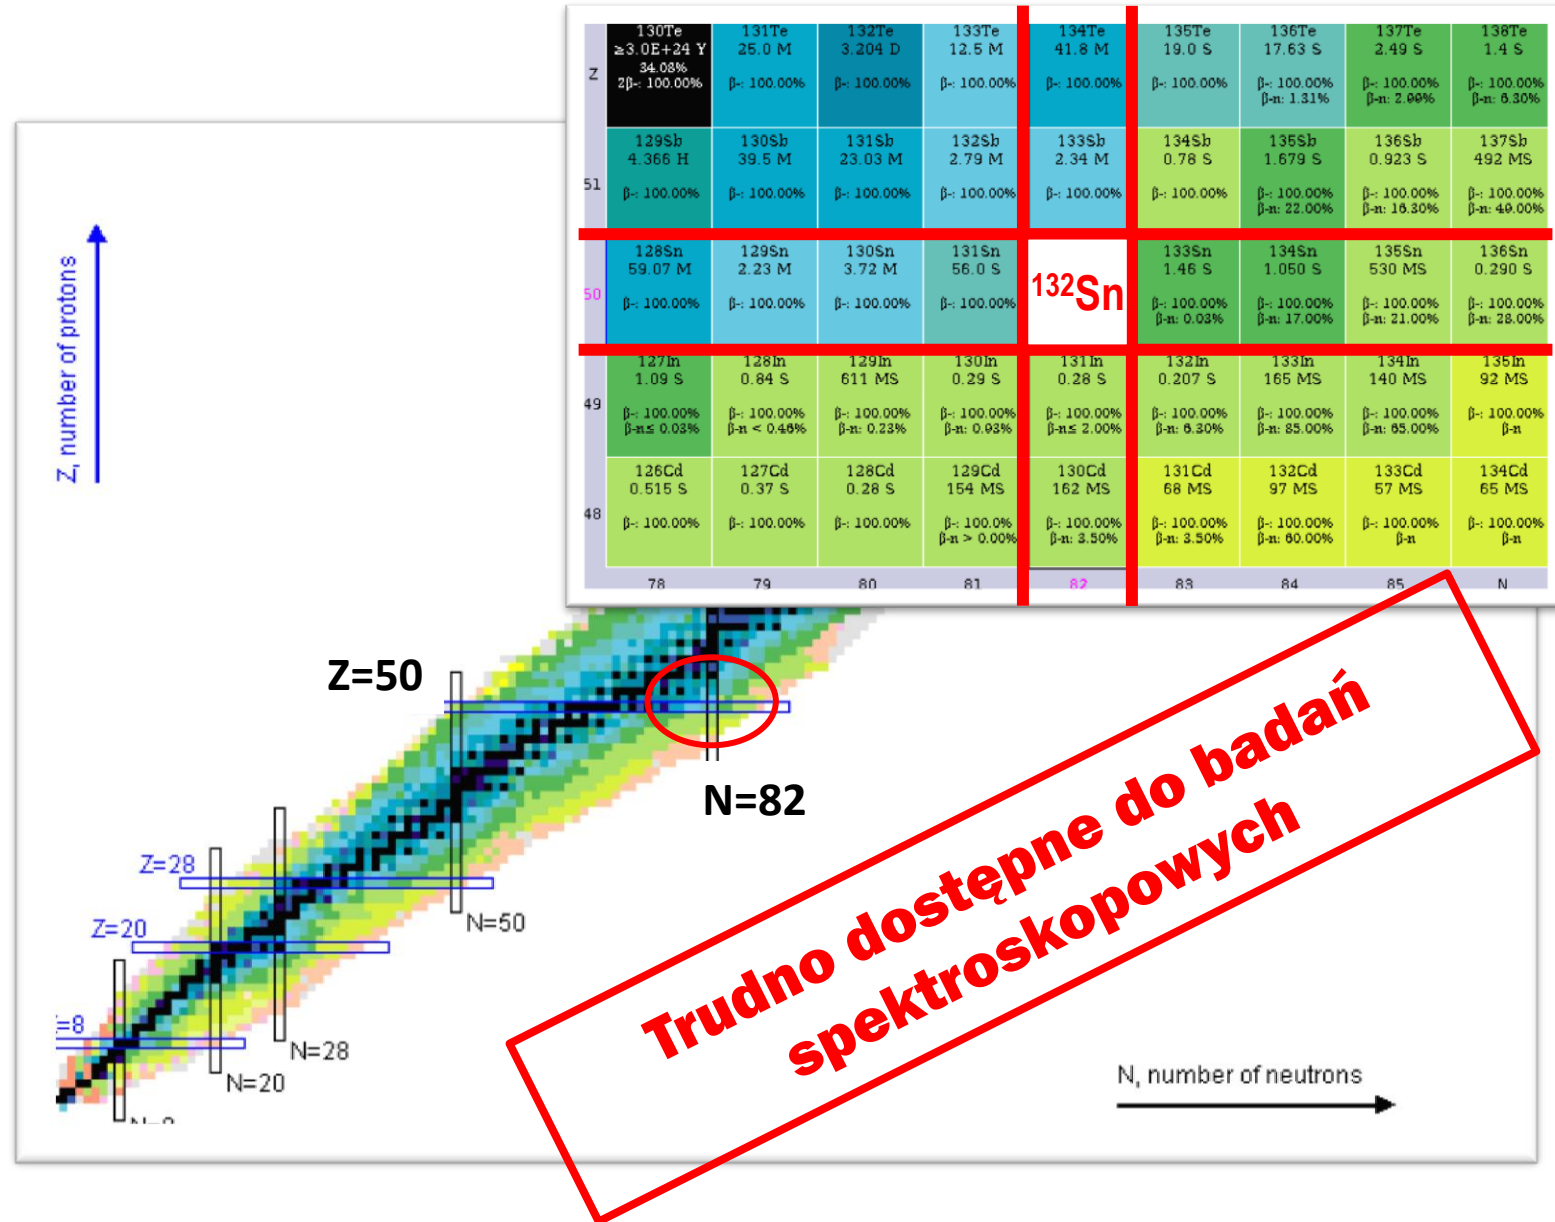 130Te 131Te 132Te 133Te 134Te 135Te 136Te 137Te 138Te
≥3.0E+24 Y 25.0 M 3.204 D 12.5 M 41.8 M 19.0 S 17.63 S 2.49 S 1.4 S
Z 34.08%
2β-: 100.00% β-: 100.00% β-: 100.00% β-: 100.00% β-: 100.00% β-: 100.00% β-: 100.00% β-: 100.00% β-: 100.00%
β-n: 1.31% β-n: 2.99% β-n: 6.30%
129Sb 130Sb 131Sb 132Sb 133Sb 134Sb 135Sb 136Sb 137Sb
4.366 H 39.5 M 23.03 M 2.79 M 2.34 M 0.78 S 1.679 S 0.923 S 492 MS
51 β-: 100.00% β-: 100.00% β-: 100.00% β-: 100.00% β-: 100.00% β-: 100.00% β-: 100.00% β-: 100.00% β-: 100.00%
β-n: 22.00% β-n: 16.30% β-n: 49.00%
128Sn 129Sn 130Sn 131Sn 133Sn 134Sn 135Sn 136Sn
59.07 M 2.23 M 3.72 M 56.0 S 1.46 S 1.050 S 530 MS 0.290 S
50 ¹³²Sn
β-: 100.00% β-: 100.00% β-: 100.00% β-: 100.00% β-: 100.00% β-: 100.00% β-: 100.00% β-: 100.00%
β-n: 0.03% β-n: 17.00% β-n: 21.00% β-n: 28.00%
127In 128In 129In 130In 131In 132In 133In 134In 135In
1.09 S 0.84 S 611 MS 0.29 S 0.28 S 0.207 S 165 MS 140 MS 92 MS
49 β-: 100.00% β-: 100.00% β-: 100.00% β-: 100.00% β-: 100.00% β-: 100.00% β-: 100.00% β-: 100.00% β-: 100.00%
β-n≤ 0.03% β-n < 0.46% β-n: 0.23% β-n: 0.93% β-n≤ 2.00% β-n: 6.30% β-n: 85.00% β-n: 65.00% β-n
126Cd 127Cd 128Cd 129Cd 130Cd 131Cd 132Cd 133Cd 134Cd
0.515 S 0.37 S 0.28 S 154 MS 162 MS 68 MS 97 MS 57 MS 65 MS
48 β-: 100.00% β-: 100.00% β-: 100.00% β-: 100.0% β-: 100.00% β-: 100.00% β-: 100.00% β-: 100.00% β-: 100.00%
β-n > 0.00% β-n: 3.50% β-n: 3.50% β-n: 60.00% β-n β-n
78 79 80 81 82 83 84 85 N
Z, number of protons
Z=50
N=82
Z=28
N=50
Z=20
=8
N=28
N=20
Trudno dostępne do badań
spektroskopowych
N, number of neutrons